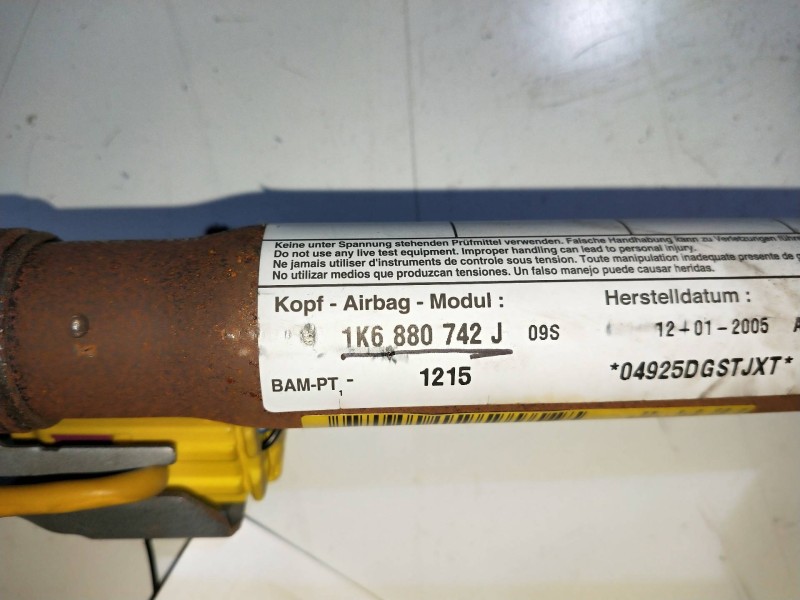 Keine unter Spannung stehenden Prüfmittel verwenden. Falsche Handhabung kann zu Verletzungen
Do not use any live test equipment. Improper handling can lead to personal injury.
Ne jamais utiliser d'instruments de controle sous tension. Toute manipulation inadequate presente de
No utilizar medios que produzcan tensiones. Un falso manejo puede causar heridas.
Kopf - Airbag - Modul :
Herstelldatum :
1K6 880 742 J 09S
12-01-2005 A
BAM-PT, - 1215
*04925DGSTJXT*